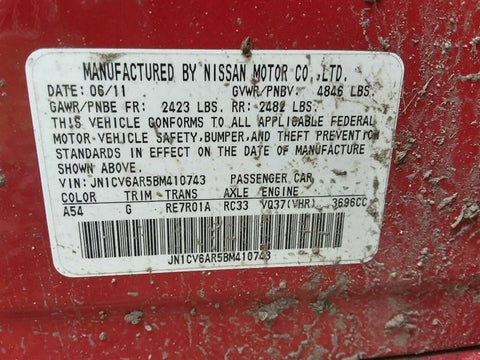 MANUFACTURED BY NISSAN MOTOR CO.,LTD.
DATE: 06/11 GVWR/PNBV: 4846 LBS.
GAWR/PNBE FR: 2423 LBS. RR: 2482 LBS.
THIS VEHICLE CONFORMS TO ALL APPLICABLE FEDERAL
MOTOR-VEHICLE SAFETY, BUMPER, AND THEFT PREVENTION
STANDARDS IN EFFECT ON THE DATE OF MANUFACTURE
SHOWN ABOVE.
VIN: JN1CV6AR5BM410743 PASSENGER CAR
COLOR TRIM TRANS AXLE ENGINE
A54 G RE7R01A RC33 VQ37(VHR) 3696CC
JN1CV6AR5BM410743